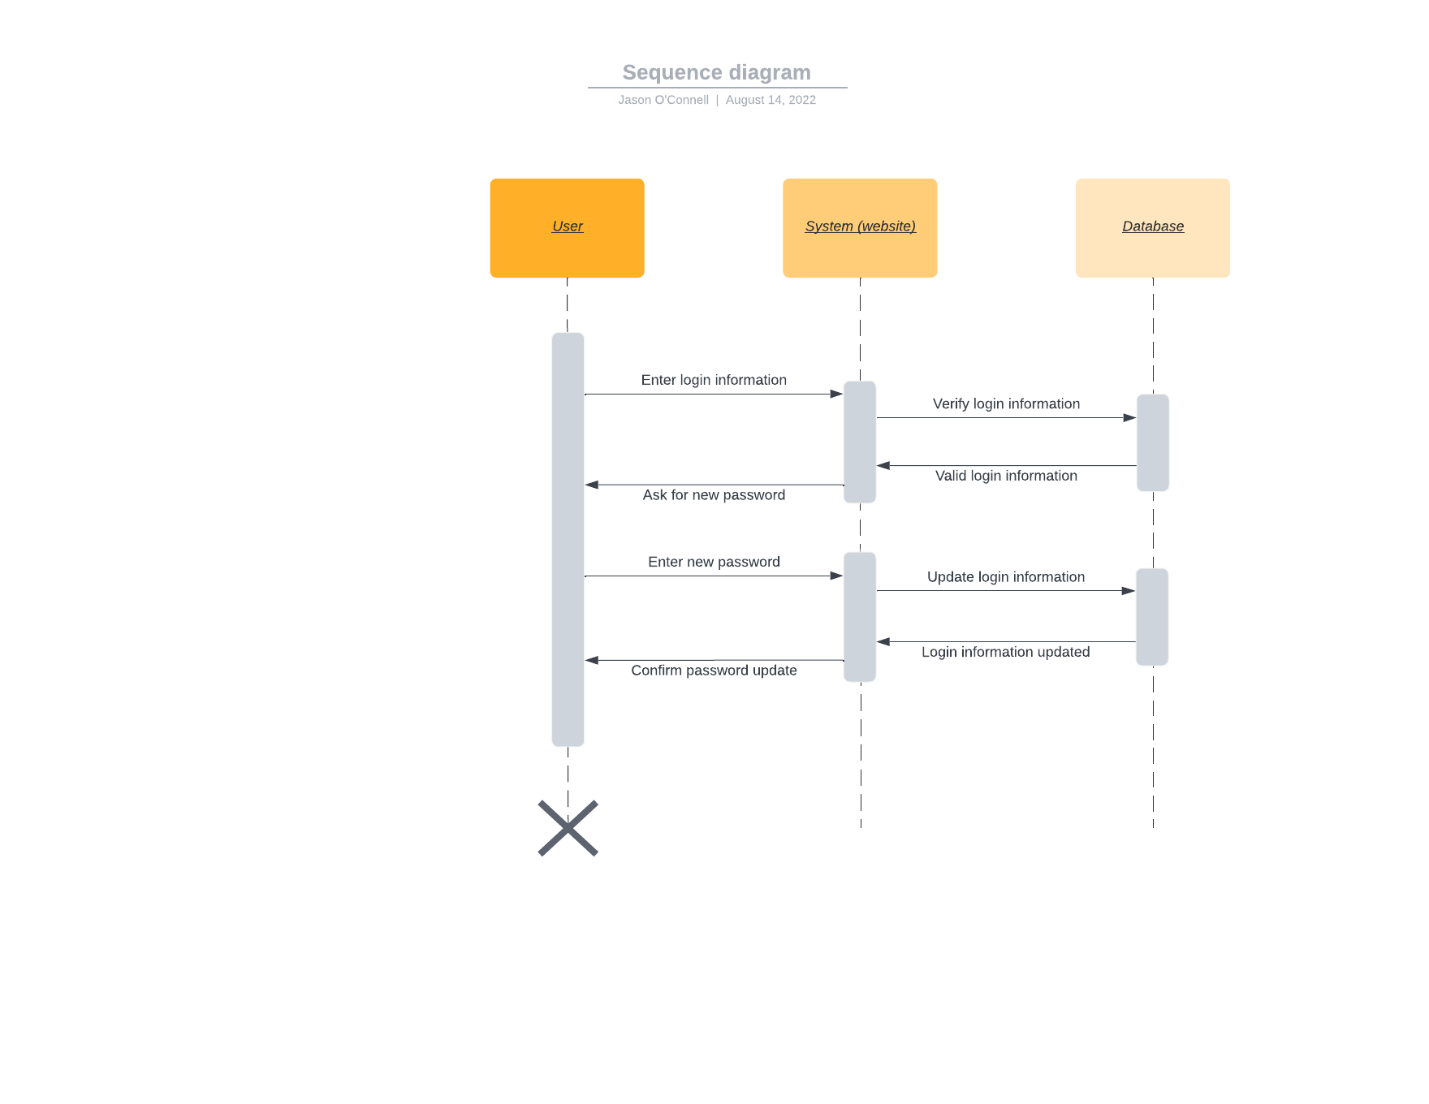 Sequence diagram
Jason O'Connell | August 14, 2022
User
System (website)
Database
Enter login information
Verify login information
Valid login information
Ask for new password
Enter new password
Update login information
Login information updated
Confirm password update